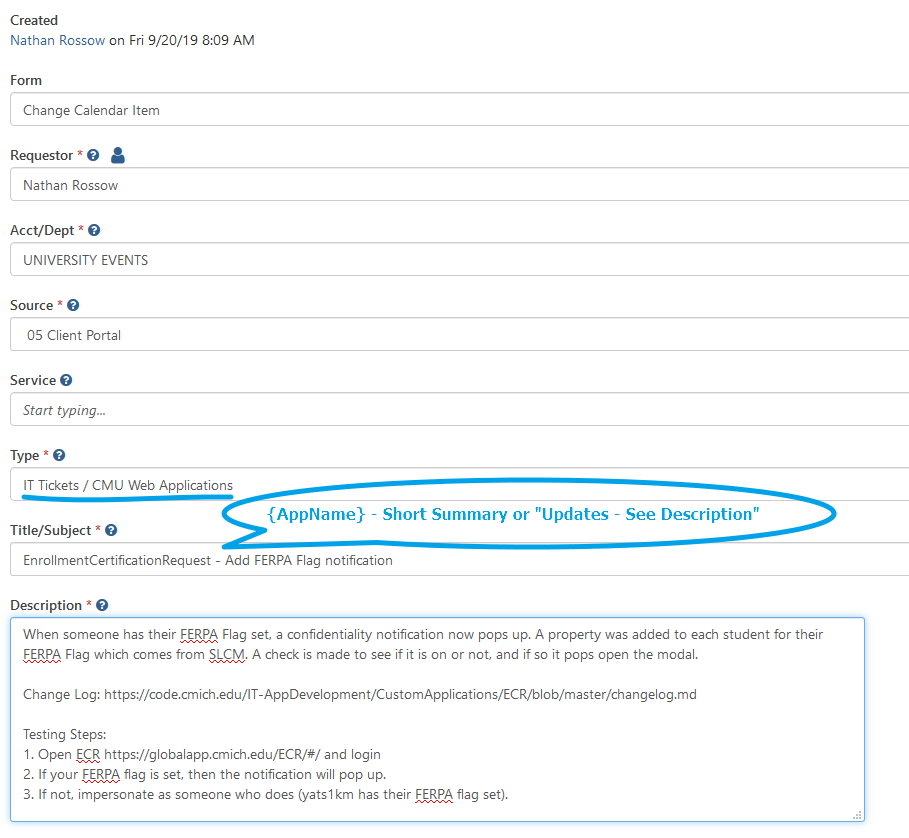 Created
Nathan Rossow on Fri 9/20/19 8:09 AM
Form
Change Calendar Item
Requestor *
Nathan Rossow
Acct/Dept *
UNIVERSITY EVENTS
Source *
05 Client Portal
Service
Start typing...
Type *
IT Tickets / CMU Web Applications
{AppName} - Short Summary or "Updates - See Description"
Title/Subject *
EnrollmentCertificationRequest - Add FERPA Flag notification
Description *
When someone has their FERPA Flag set, a confidentiality notification now pops up. A property was added to each student for their
FERPA Flag which comes from SLCM. A check is made to see if it is on or not, and if so it pops open the modal.
Change Log: https://code.cmich.edu/IT-AppDevelopment/CustomApplications/ECR/blob/master/changelog.md
Testing Steps:
1. Open ECR https://globalapp.cmich.edu/ECR/#/ and login
2. If your FERPA flag is set, then the notification will pop up.
3. If not, impersonate as someone who does (yats1km has their FERPA flag set).